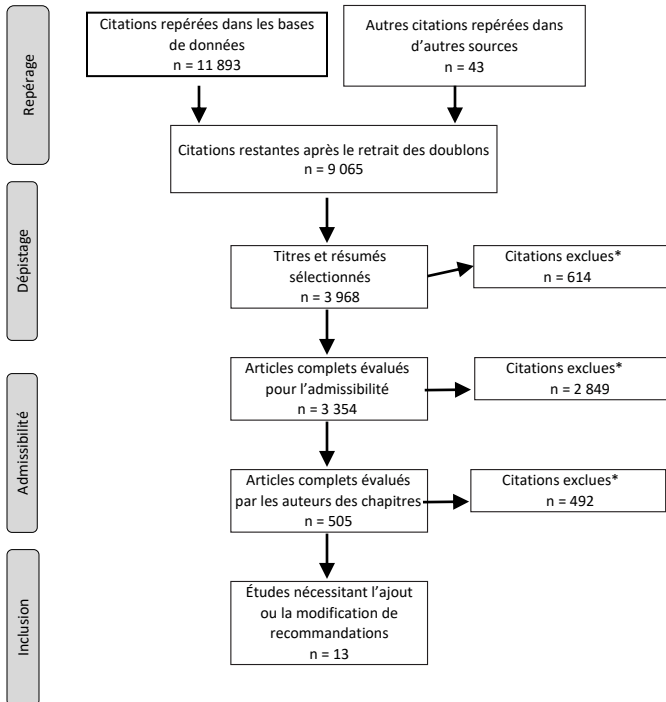 Repérage
Citations repérées dans les bases
de données
n = 11 893
Autres citations repérées dans
d’autres sources
n = 43
Citations restantes après le retrait des doublons
n = 9 065
Dépistage
Titres et résumés
sélectionnés
n = 3 968
Citations exclues*
n = 614
Admissibilité
Articles complets évalués
pour l’admissibilité
n = 3 354
Citations exclues*
n = 2 849
Articles complets évalués
par les auteurs des chapitres
n = 505
Citations exclues*
n = 492
Inclusion
Études nécessitant l’ajout
ou la modification de
recommandations
n = 13